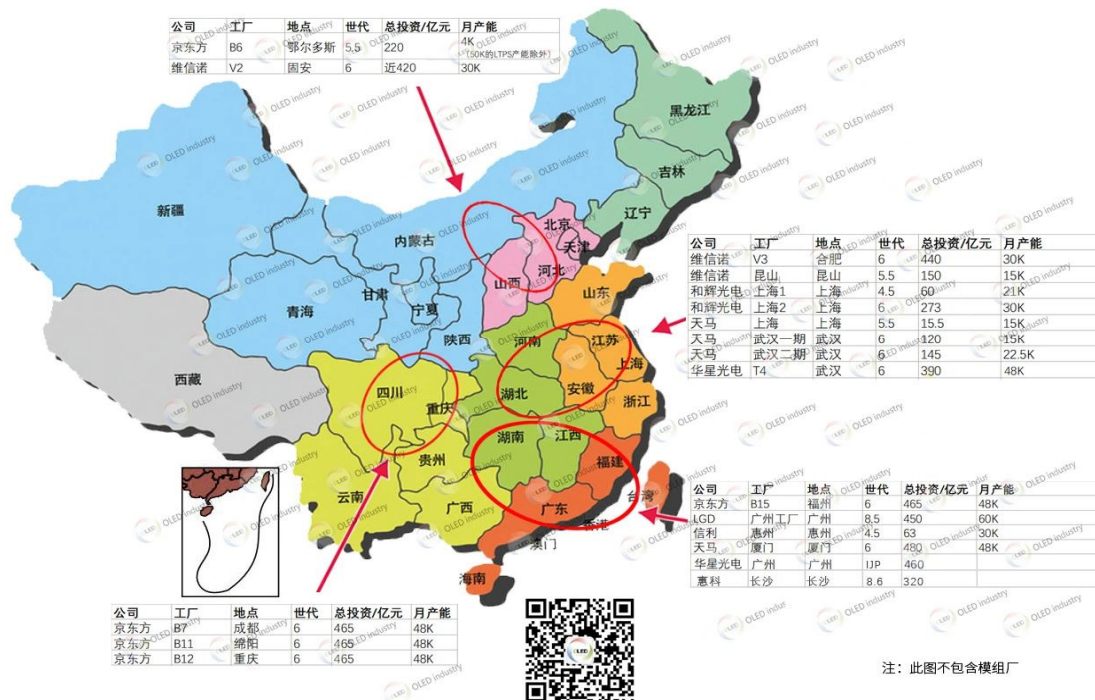 公司 工厂 地点 世代 总投资/亿元 月产能
京东方 B6 鄂尔多斯 5.5 220 4K
（50K的LTPS产能除外）
维信诺 V2 固安 6 近420 30K
黑龙江
吉林
辽宁
新疆
内蒙古
北京
天津
河北
山西
山东
青海
甘肃
宁夏
陕西
河南
江苏
上海
安徽
浙江
西藏
四川
重庆
湖北
湖南
江西
福建
贵州
云南
广西
广东
台湾
香港
澳门
海南
公司 工厂 地点 世代 总投资/亿元 月产能
维信诺 V3 合肥 6 440 30K
维信诺 昆山 昆山 5.5 150 15K
和辉光电 上海1 上海 4.5 60 21K
和辉光电 上海2 上海 6 273 30K
天马 上海 上海 5.5 15.5 15K
天马 武汉一期 武汉 6 120 15K
天马 武汉二期 武汉 6 145 22.5K
华星光电 T4 武汉 6 390 48K
公司 工厂 地点 世代 总投资/亿元 月产能
京东方 B15 福州 6 465 48K
LGD 广州工厂 广州 8.5 450 60K
信利 惠州 惠州 4.5 63 30K
天马 厦门 厦门 6 480 48K
华星光电 广州 广州 IJP 460
惠科 长沙 长沙 8.6 320
公司 工厂 地点 世代 总投资/亿元 月产能
京东方 B7 成都 6 465 48K
京东方 B11 绵阳 6 465 48K
京东方 B12 重庆 6 465 48K
OLED
注：此图不包含模组厂
OLED industry